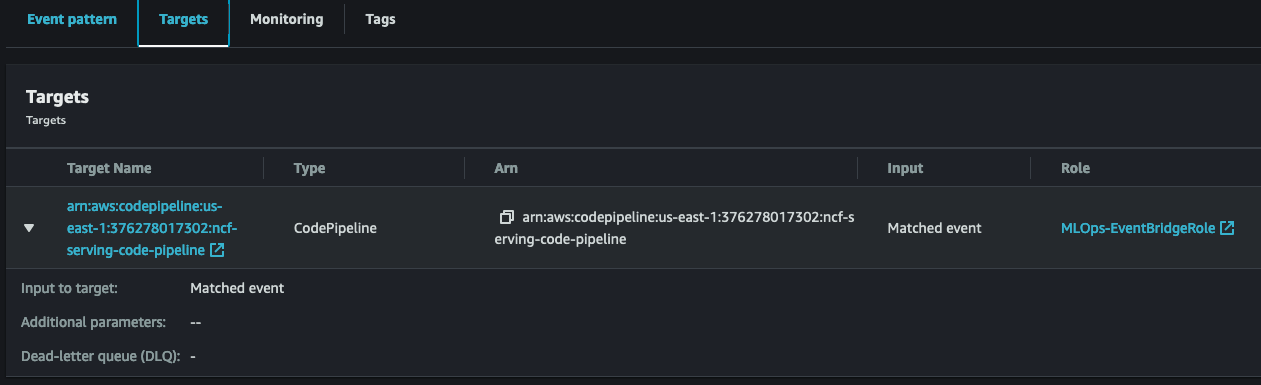 Event pattern Targets Monitoring Tags
Targets
Targets
Target Name Type Arn Input Role
arn:aws:codepipeline:us-
east-1:376278017302:ncf-
serving-code-pipeline
CodePipeline
arn:aws:codepipeline:us-east-1:376278017302:ncf-s
erving-code-pipeline
Matched event
MLOps-EventBridgeRole
Input to target: Matched event
Additional parameters: --
Dead-letter queue (DLQ): -